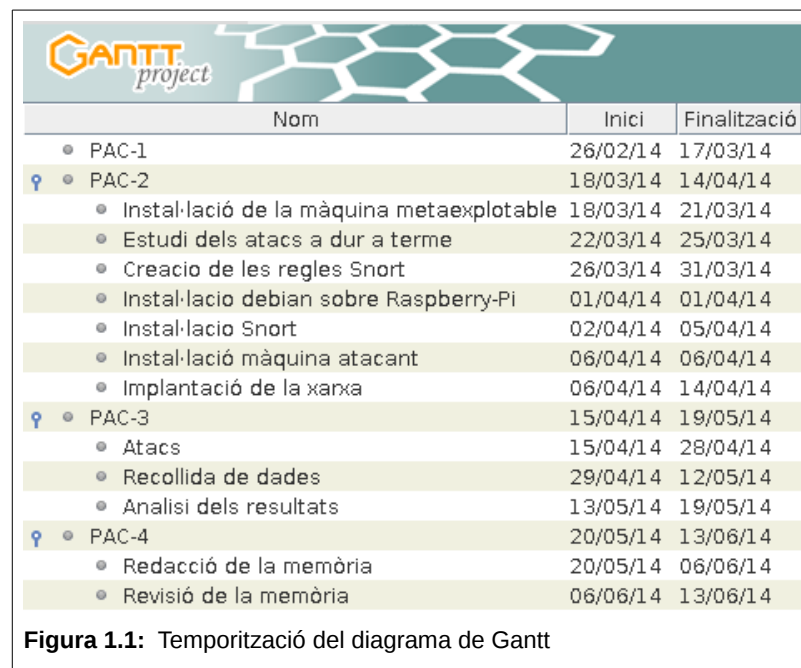 GANTT
project
Nom Inici Finalització
PAC-1 26/02/14 17/03/14
PAC-2 18/03/14 14/04/14
Instal·lació de la màquina metaexplotable 18/03/14 21/03/14
Estudi dels atacs a dur a terme 22/03/14 25/03/14
Creacio de les regles Snort 26/03/14 31/03/14
Instal·lacio debian sobre Raspberry-Pi 01/04/14 01/04/14
Instal·lacio Snort 02/04/14 05/04/14
Instal·lació màquina atacant 06/04/14 06/04/14
Implantació de la xarxa 06/04/14 14/04/14
PAC-3 15/04/14 19/05/14
Atacs 15/04/14 28/04/14
Recollida de dades 29/04/14 12/05/14
Analisi dels resultats 13/05/14 19/05/14
PAC-4 20/05/14 13/06/14
Redacció de la memòria 20/05/14 06/06/14
Revisió de la memòria 06/06/14 13/06/14
Figura 1.1: Temporització del diagrama de Gantt